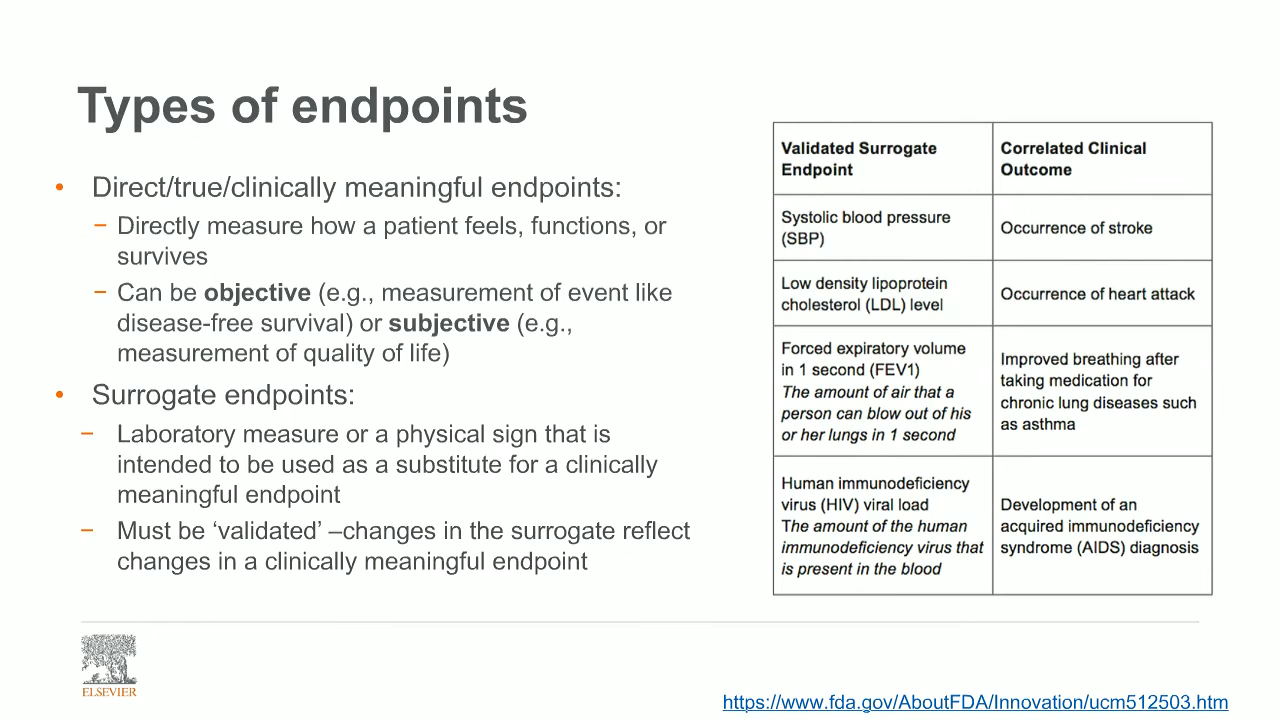 Types of endpoints
• Direct/true/clinically meaningful endpoints:
− Directly measure how a patient feels, functions, or
survives
− Can be objective (e.g., measurement of event like
disease-free survival) or subjective (e.g.,
measurement of quality of life)
• Surrogate endpoints:
− Laboratory measure or a physical sign that is
intended to be used as a substitute for a clinically
meaningful endpoint
− Must be ‘validated’ –changes in the surrogate reflect
changes in a clinically meaningful endpoint
Validated Surrogate
Endpoint
Correlated Clinical
Outcome
Systolic blood pressure
(SBP)
Occurrence of stroke
Low density lipoprotein
cholesterol (LDL) level
Occurrence of heart attack
Forced expiratory volume
in 1 second (FEV1)
The amount of air that a
person can blow out of his
or her lungs in 1 second
Improved breathing after
taking medication for
chronic lung diseases such
as asthma
Human immunodeficiency
virus (HIV) viral load
The amount of the human
immunodeficiency virus that
is present in the blood
Development of an
acquired immunodeficiency
syndrome (AIDS) diagnosis
ELSEVIER
https://www.fda.gov/AboutFDA/Innovation/ucm512503.htm